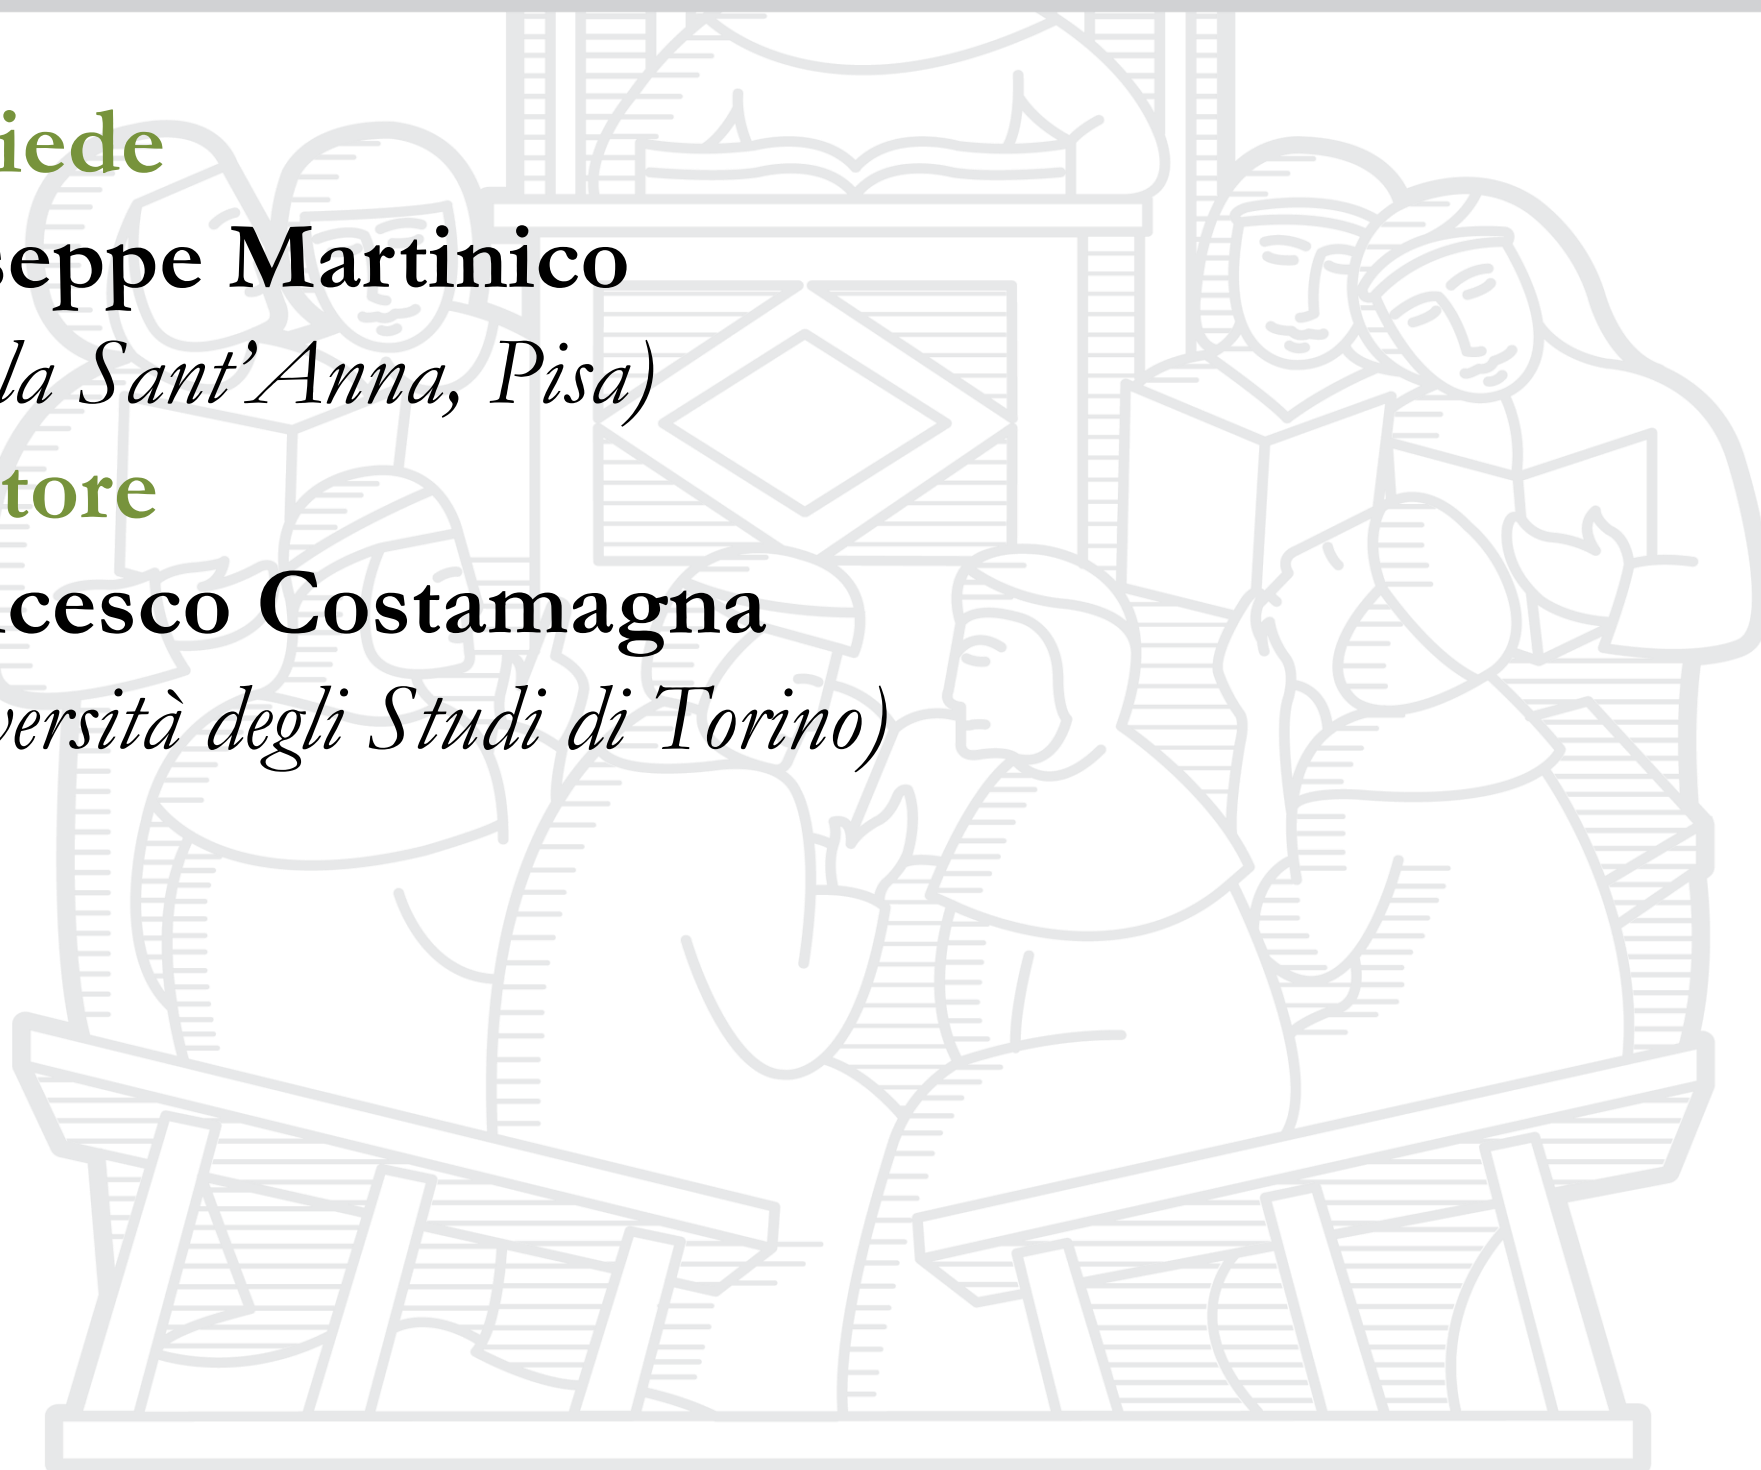 iede
seppe Martinico
la Sant’Anna, Pisa)
tore
cesco Costamagna
versità degli Studi di Torino)